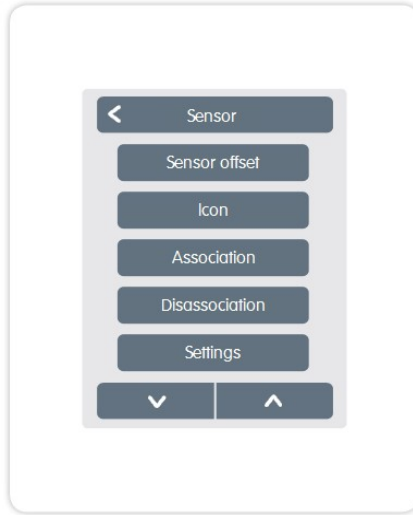 Sensor
Sensor offset
Icon
Association
Disassociation
Settings